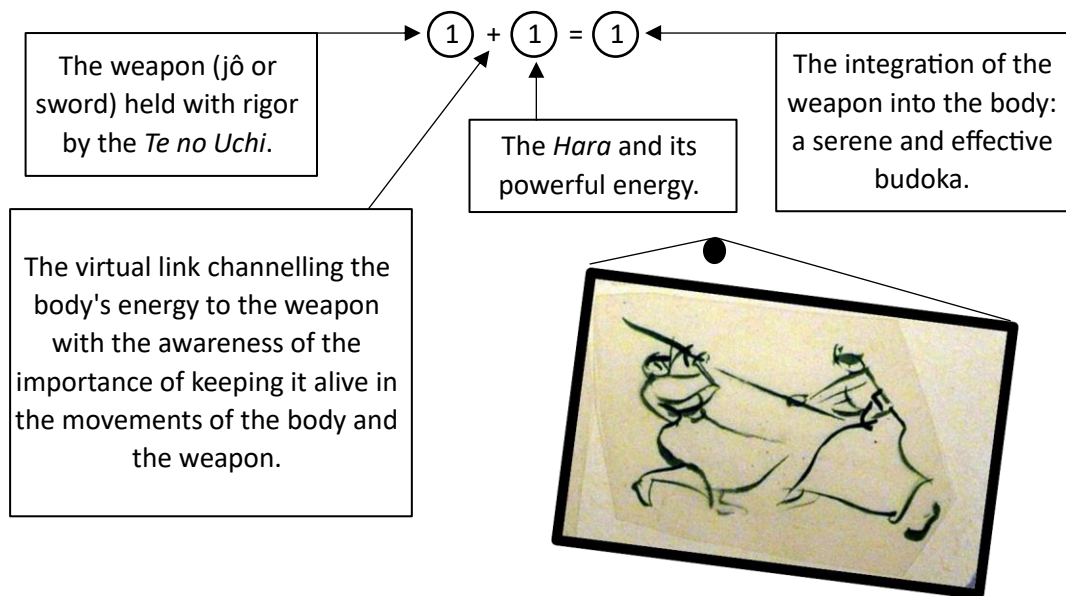 1 + 1 = 1
The weapon (jô or
sword) held with rigor
by the Te no Uchi.
The Hara and its
powerful energy.
The integration of the
weapon into the body:
a serene and effective
budoka.
The virtual link channelling the
body's energy to the weapon
with the awareness of the
importance of keeping it alive in
the movements of the body and
the weapon.